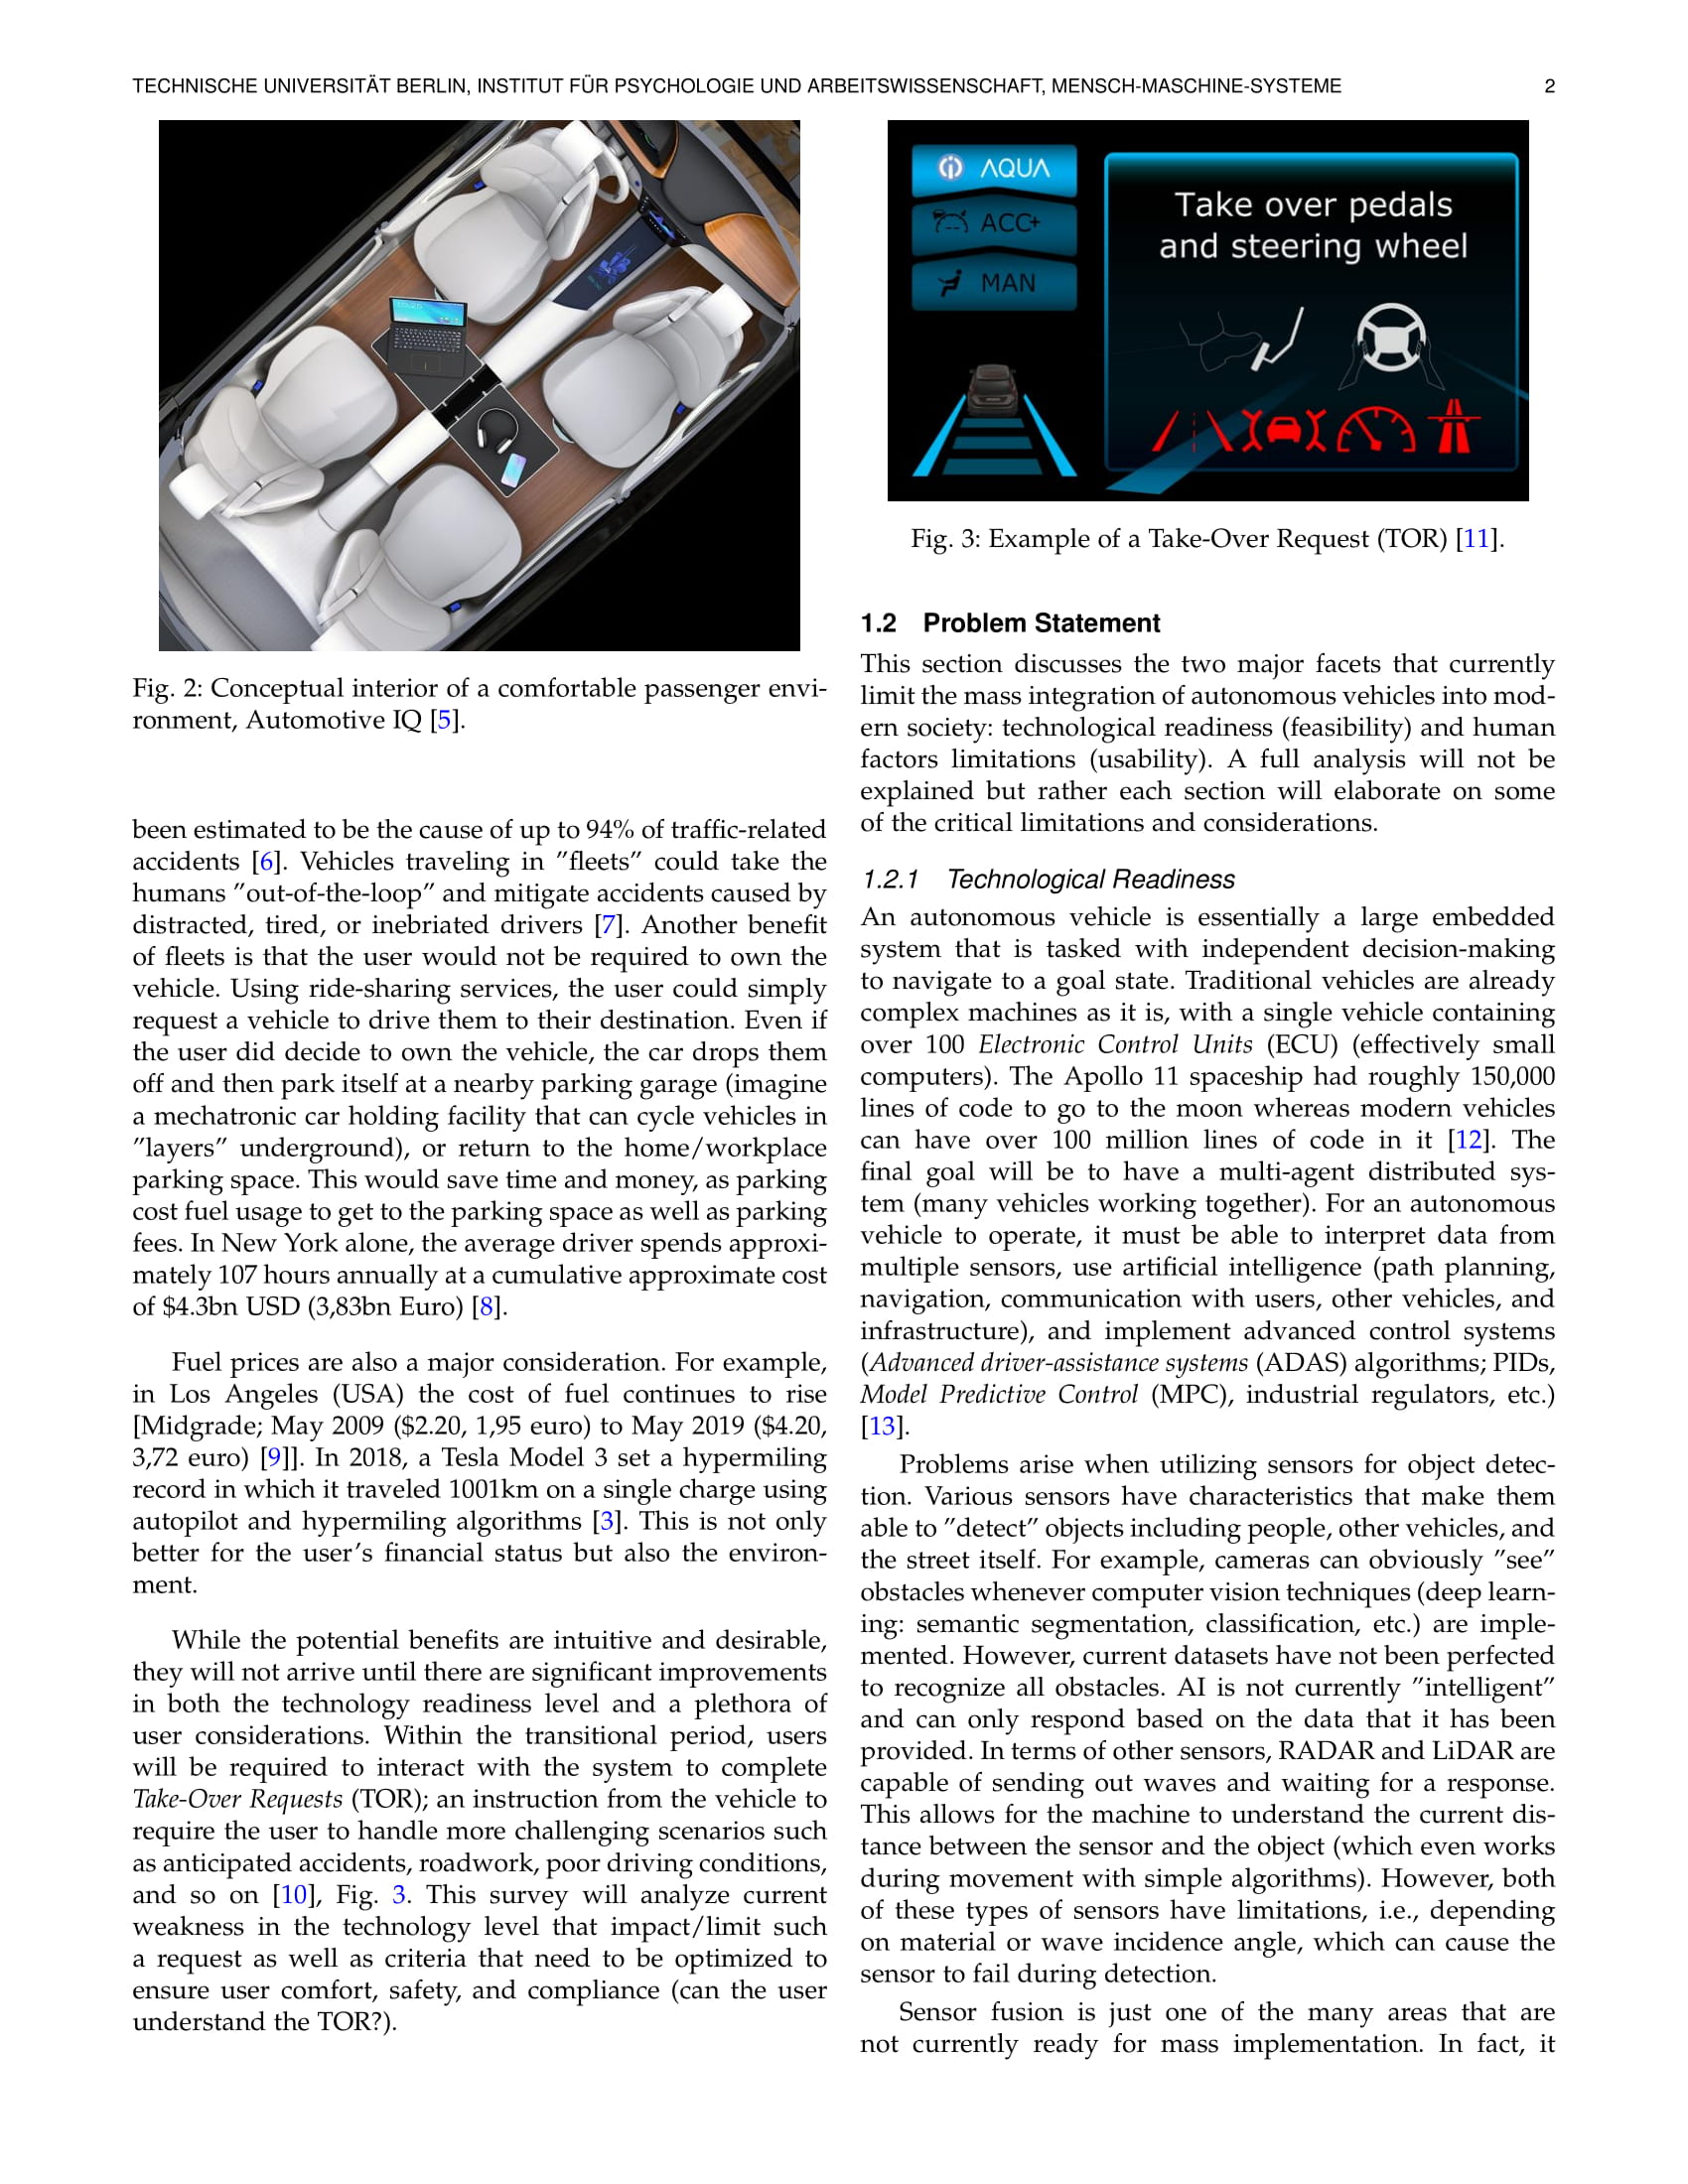 TECHNISCHE UNIVERSITÄT BERLIN, INSTITUT FÜR PSYCHOLOGIE UND ARBEITSWISSENSCHAFT, MENSCH-MASCHINE-SYSTEME 2
Fig. 2: Conceptual interior of a comfortable passenger envi-
ronment, Automotive IQ [5].
been estimated to be the cause of up to 94% of traffic-related
accidents [6]. Vehicles traveling in ”fleets” could take the
humans ”out-of-the-loop” and mitigate accidents caused by
distracted, tired, or inebriated drivers [7]. Another benefit
of fleets is that the user would not be required to own the
vehicle. Using ride-sharing services, the user could simply
request a vehicle to drive them to their destination. Even if
the user did decide to own the vehicle, the car drops them
off and then park itself at a nearby parking garage (imagine
a mechatronic car holding facility that can cycle vehicles in
”layers” underground), or return to the home/workplace
parking space. This would save time and money, as parking
cost fuel usage to get to the parking space as well as parking
fees. In New York alone, the average driver spends approxi-
mately 107 hours annually at a cumulative approximate cost
of $4.3bn USD (3,83bn Euro) [8].
Fuel prices are also a major consideration. For example,
in Los Angeles (USA) the cost of fuel continues to rise
[Midgrade; May 2009 ($2.20, 1,95 euro) to May 2019 ($4.20,
3,72 euro) [9]]. In 2018, a Tesla Model 3 set a hypermiling
record in which it traveled 1001km on a single charge using
autopilot and hypermiling algorithms [3]. This is not only
better for the user’s financial status but also the environ-
ment.
While the potential benefits are intuitive and desirable,
they will not arrive until there are significant improvements
in both the technology readiness level and a plethora of
user considerations. Within the transitional period, users
will be required to interact with the system to complete
Take-Over Requests (TOR); an instruction from the vehicle to
require the user to handle more challenging scenarios such
as anticipated accidents, roadwork, poor driving conditions,
and so on [10], Fig. 3. This survey will analyze current
weakness in the technology level that impact/limit such
a request as well as criteria that need to be optimized to
ensure user comfort, safety, and compliance (can the user
understand the TOR?).
AQUA
ACC+
MAN
Take over pedals
and steering wheel
Fig. 3: Example of a Take-Over Request (TOR) [11].
1.2 Problem Statement
This section discusses the two major facets that currently
limit the mass integration of autonomous vehicles into mod-
ern society: technological readiness (feasibility) and human
factors limitations (usability). A full analysis will not be
explained but rather each section will elaborate on some
of the critical limitations and considerations.
1.2.1 Technological Readiness
An autonomous vehicle is essentially a large embedded
system that is tasked with independent decision-making
to navigate to a goal state. Traditional vehicles are already
complex machines as it is, with a single vehicle containing
over 100 Electronic Control Units (ECU) (effectively small
computers). The Apollo 11 spaceship had roughly 150,000
lines of code to go to the moon whereas modern vehicles
can have over 100 million lines of code in it [12]. The
final goal will be to have a multi-agent distributed sys-
tem (many vehicles working together). For an autonomous
vehicle to operate, it must be able to interpret data from
multiple sensors, use artificial intelligence (path planning,
navigation, communication with users, other vehicles, and
infrastructure), and implement advanced control systems
(Advanced driver-assistance systems (ADAS) algorithms; PIDs,
Model Predictive Control (MPC), industrial regulators, etc.)
[13].
Problems arise when utilizing sensors for object detec-
tion. Various sensors have characteristics that make them
able to ”detect” objects including people, other vehicles, and
the street itself. For example, cameras can obviously ”see”
obstacles whenever computer vision techniques (deep learn-
ing: semantic segmentation, classification, etc.) are imple-
mented. However, current datasets have not been perfected
to recognize all obstacles. AI is not currently ”intelligent”
and can only respond based on the data that it has been
provided. In terms of other sensors, RADAR and LiDAR are
capable of sending out waves and waiting for a response.
This allows for the machine to understand the current dis-
tance between the sensor and the object (which even works
during movement with simple algorithms). However, both
of these types of sensors have limitations, i.e., depending
on material or wave incidence angle, which can cause the
sensor to fail during detection.
Sensor fusion is just one of the many areas that are
not currently ready for mass implementation. In fact, it